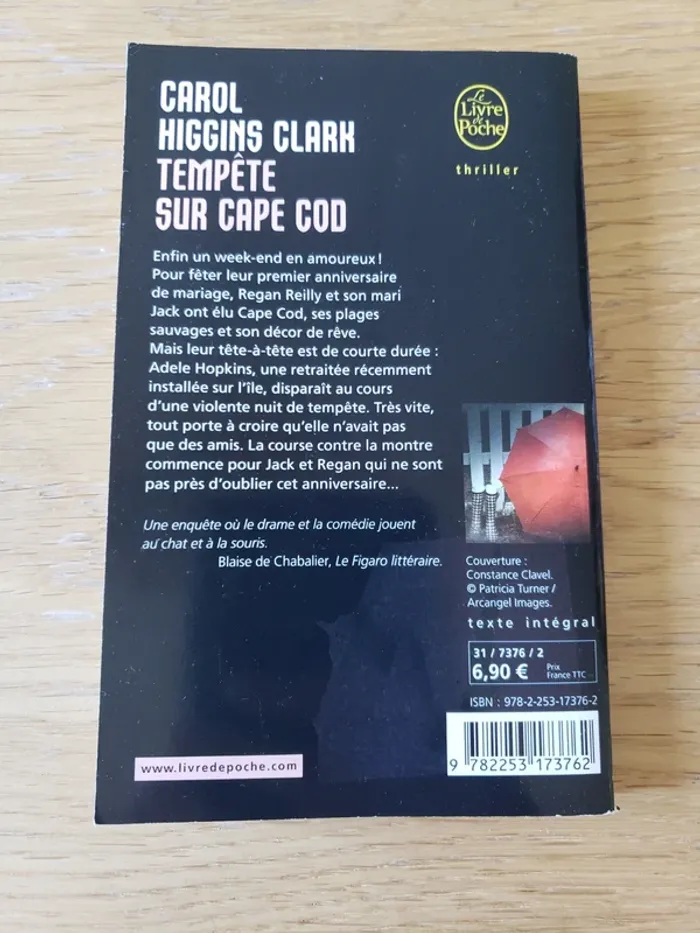 CAROL
HIGGINS CLARK
TEMPÊTE
SUR CAPE COD
Le
Livre
de
Poche
thriller
Enfin un week-end en amoureux !
Pour fêter leur premier anniversaire
de mariage, Regan Reilly et son mari
Jack ont élu Cape Cod, ses plages
sauvages et son décor de rêve.
Mais leur tête-à-tête est de courte durée :
Adele Hopkins, une retraitée récemment
installée sur l’île, disparaît au cours
d’une violente nuit de tempête. Très vite,
tout porte à croire qu’elle n’avait pas
que des amis. La course contre la montre
commence pour Jack et Regan qui ne sont
pas près d’oublier cet anniversaire...
Une enquête où le drame et la comédie jouent
au chat et à la souris.
Blaise de Chabalier, Le Figaro littéraire.
Couverture :
Constance Clavel.
© Patricia Turner /
Arcangel Images.
texte intégral
31 / 7376 / 2
6,90 € Prix
France TTC
ISBN : 978-2-253-17376-2
9 782253 173762
www.livredepoche.com